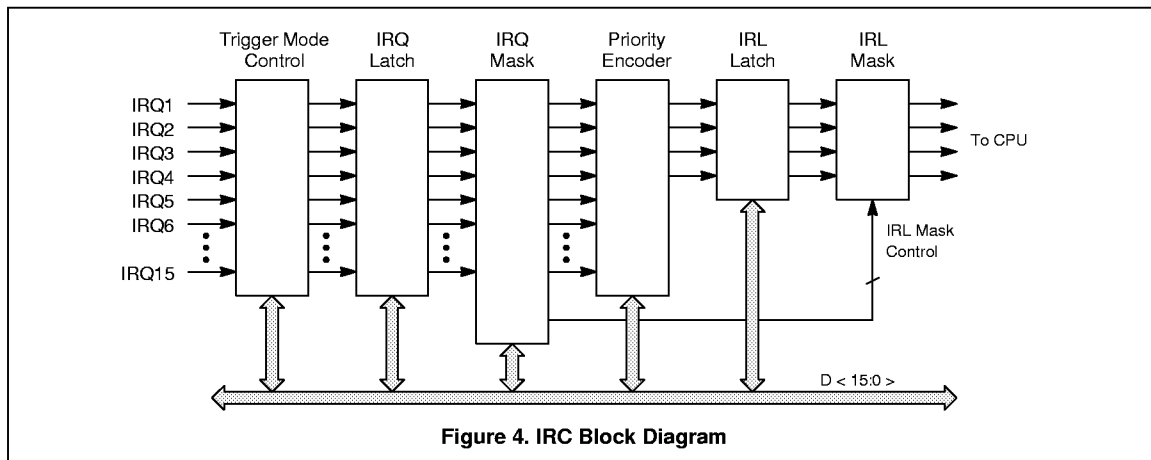 Trigger Mode
Control
IRQ
Latch
IRQ
Mask
Priority
Encoder
IRL
Latch
IRL
Mask
IRQ1
IRQ2
IRQ3
IRQ4
IRQ5
IRQ6
IRQ15
To CPU
IRL Mask
Control
D < 15:0 >
Figure 4. IRC Block Diagram